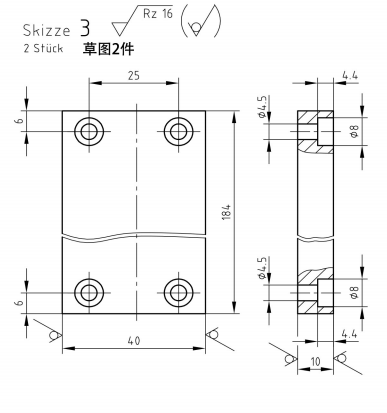 Skizze 3
Rz 16
2 Stück 草图2件
25
4.4
6
ø4.5
ø8
184
6
ø4.5
ø8
4.4
40
10